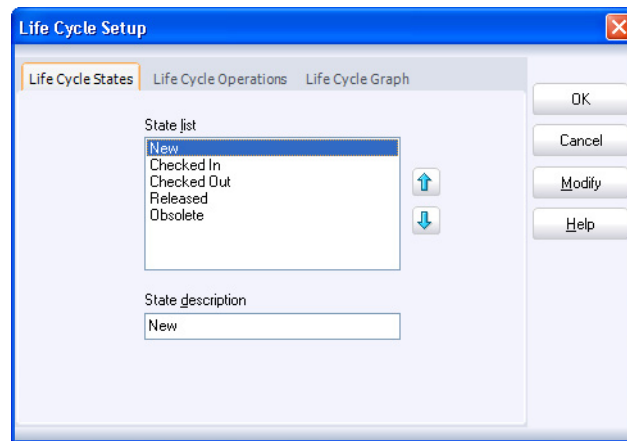 Life Cycle Setup
Life Cycle States Life Cycle Operations Life Cycle Graph
State list
New
Checked In
Checked Out
Released
Obsolete
State description
New
OK
Cancel
Modify
Help